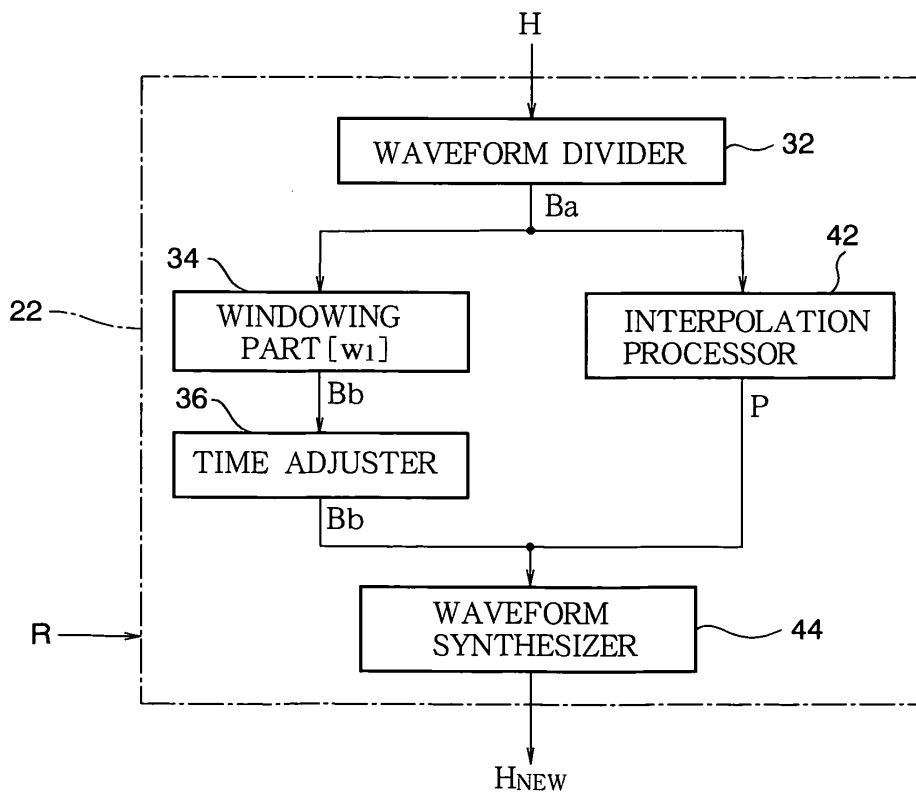 H
WAVEFORM DIVIDER
32
Ba
34
42
22
WINDOWING
PART[w1]
INTERPOLATION
PROCESSOR
Bb
P
36
TIME ADJUSTER
Bb
WAVEFORM
SYNTHESIZER
44
R
HNEW